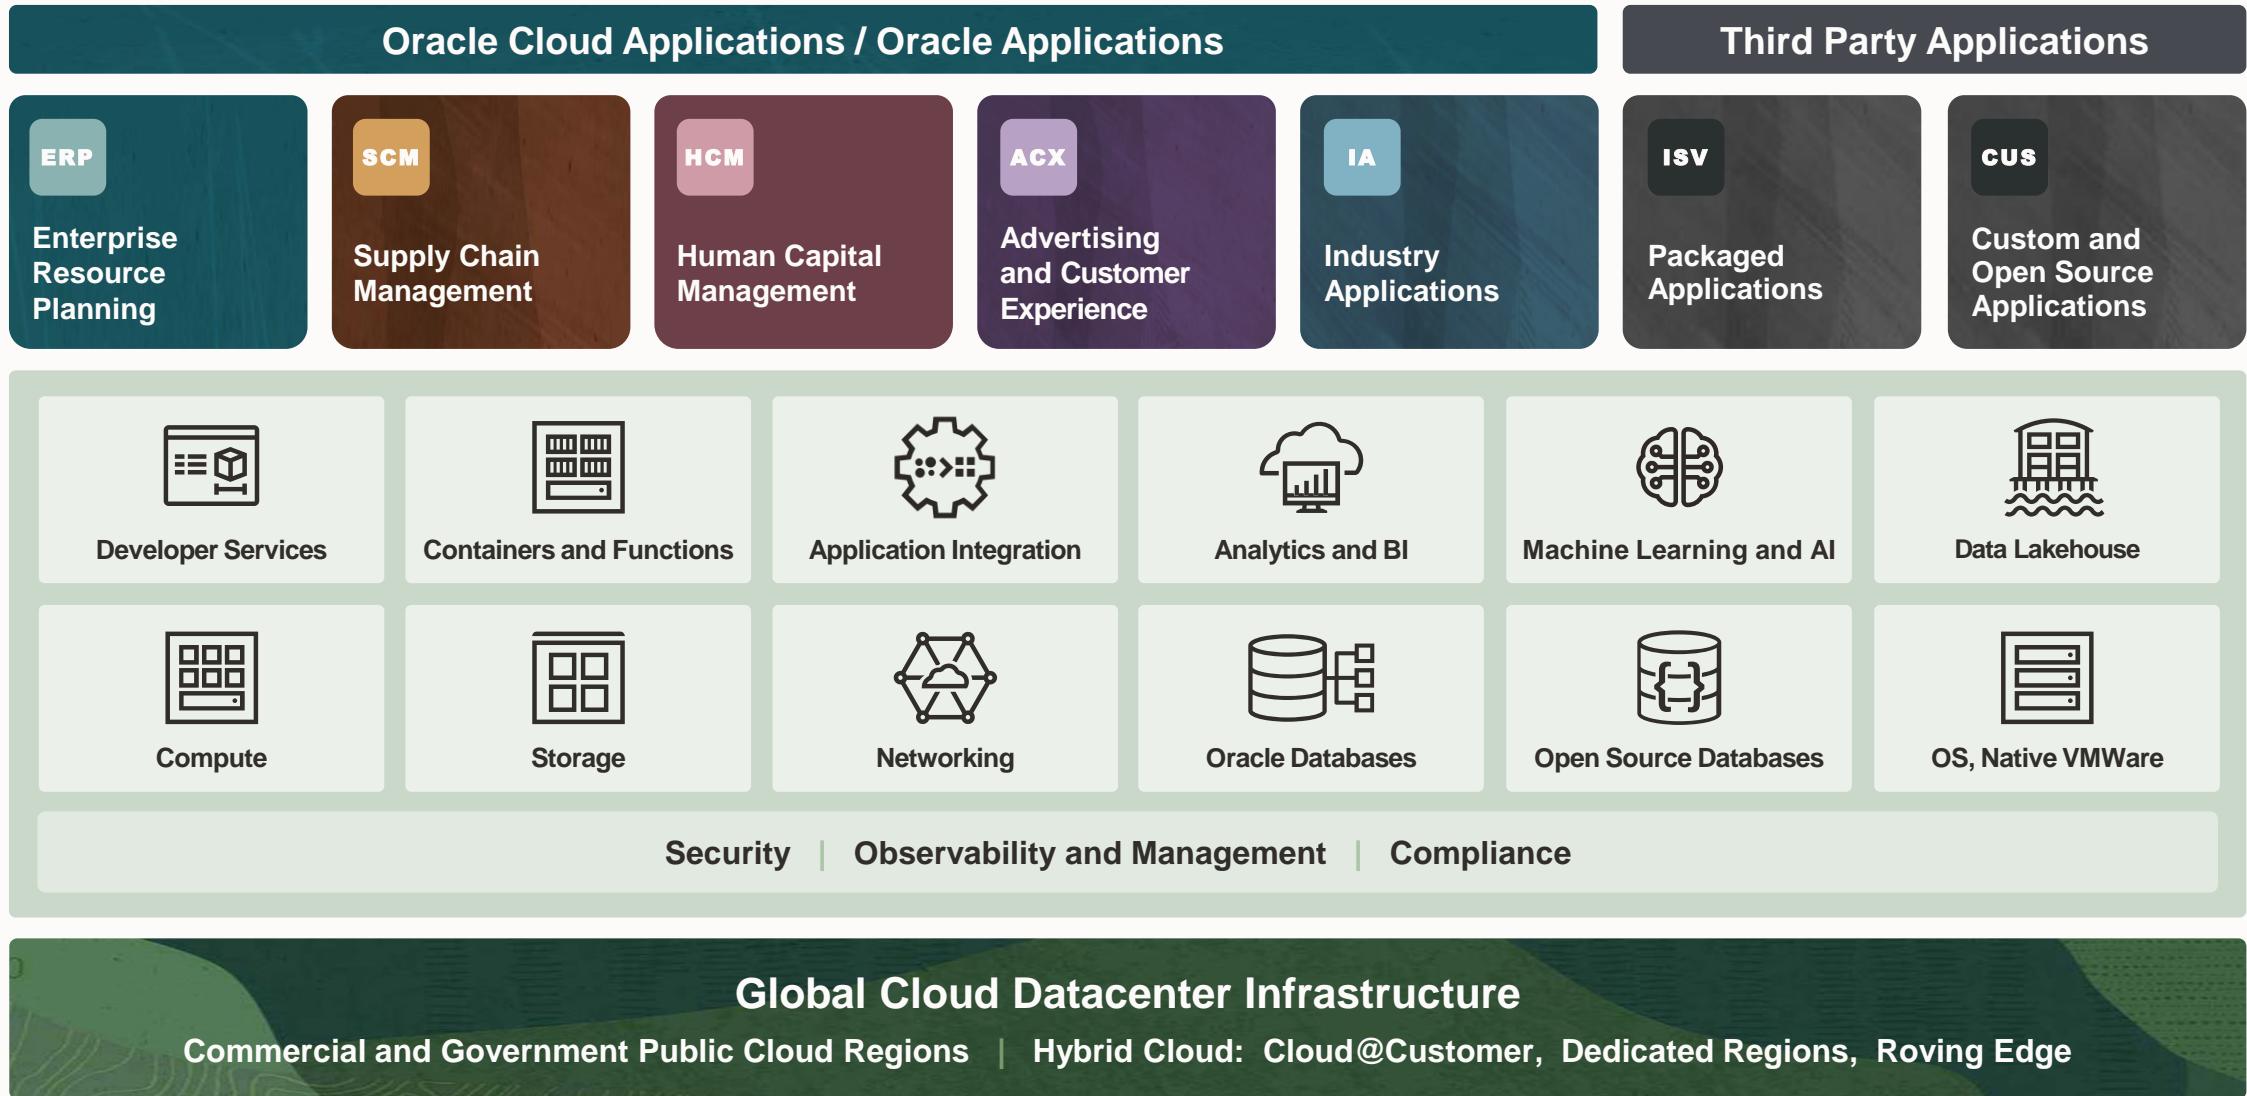 Oracle Cloud Applications / Oracle Applications
Third Party Applications
ERP
Enterprise
Resource
Planning
SCM
Supply Chain
Management
HCM
Human Capital
Management
ACX
Advertising
and Customer
Experience
IA
Industry
Applications
ISV
Packaged
Applications
CUS
Custom and
Open Source
Applications
Developer Services
Containers and Functions
Application Integration
Analytics and BI
Machine Learning and AI
Data Lakehouse
Compute
Storage
Networking
Oracle Databases
Open Source Databases
OS, Native VMWare
Security | Observability and Management | Compliance
Global Cloud Datacenter Infrastructure
Commercial and Government Public Cloud Regions | Hybrid Cloud: Cloud@Customer, Dedicated Regions, Roving Edge